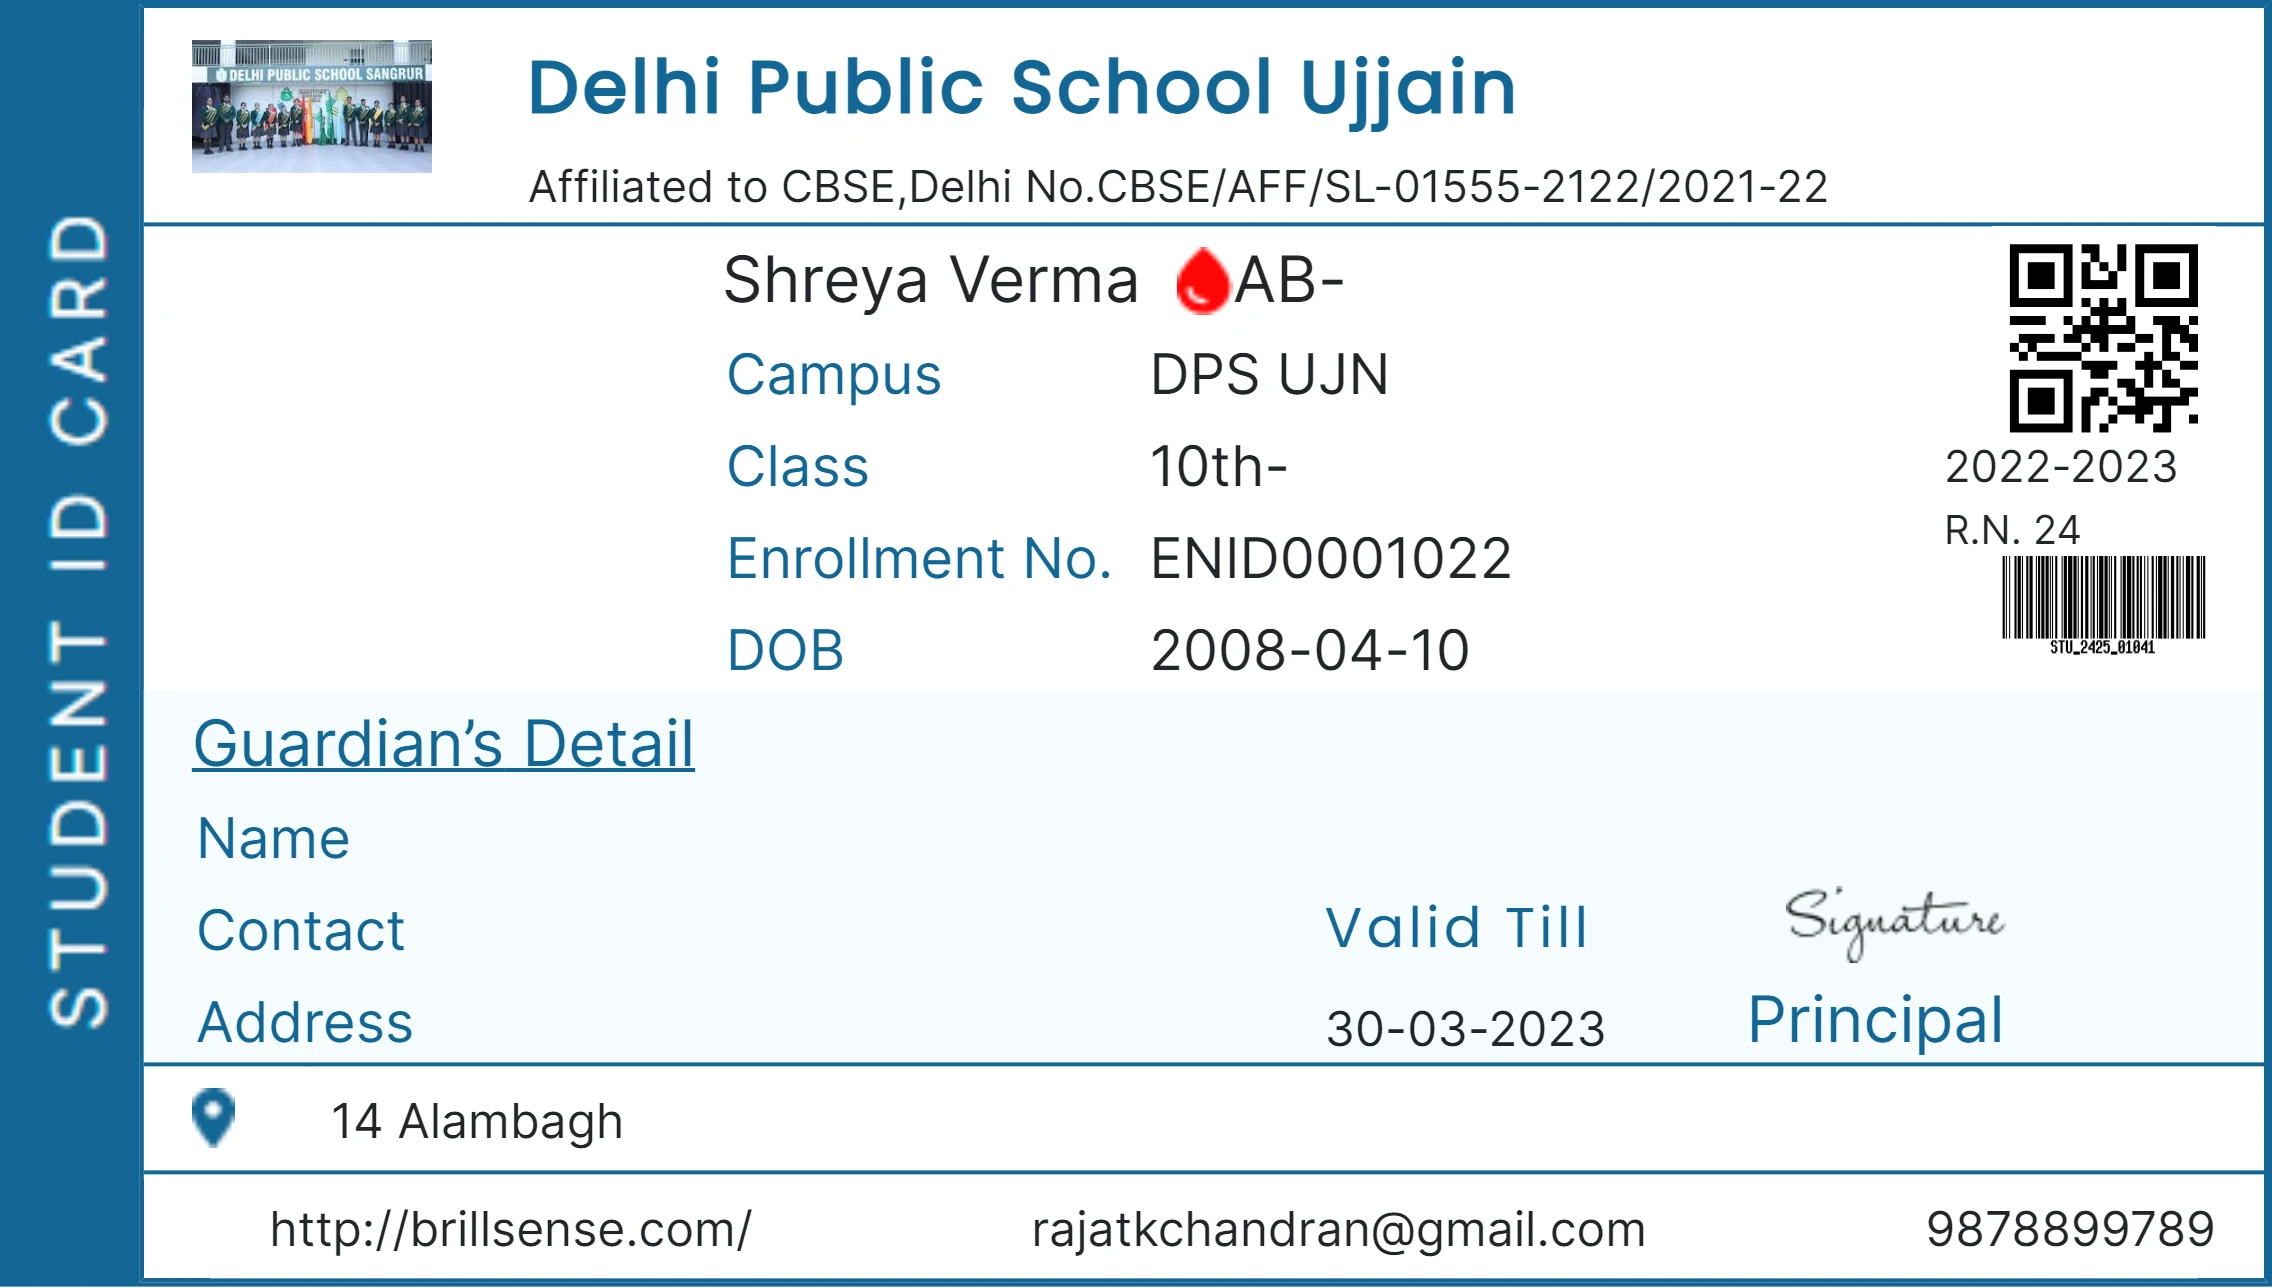 STUDENT ID CARD
DELHI PUBLIC SCHOOL SANGRUR
Delhi Public School Ujjain
Affiliated to CBSE,Delhi No.CBSE/AFF/SL-01555-2122/2021-22
Shreya Verma AB-
Campus DPS UJN
Class 10th-
Enrollment No. ENID0001022
DOB 2008-04-10
2022-2023
R.N. 24
STU_2425_01041
Guardian’s Detail
Name
Contact
Address
Valid Till
30-03-2023
Signature
Principal
14 Alambagh
http://brillsense.com/ rajatkchandran@gmail.com 9878899789